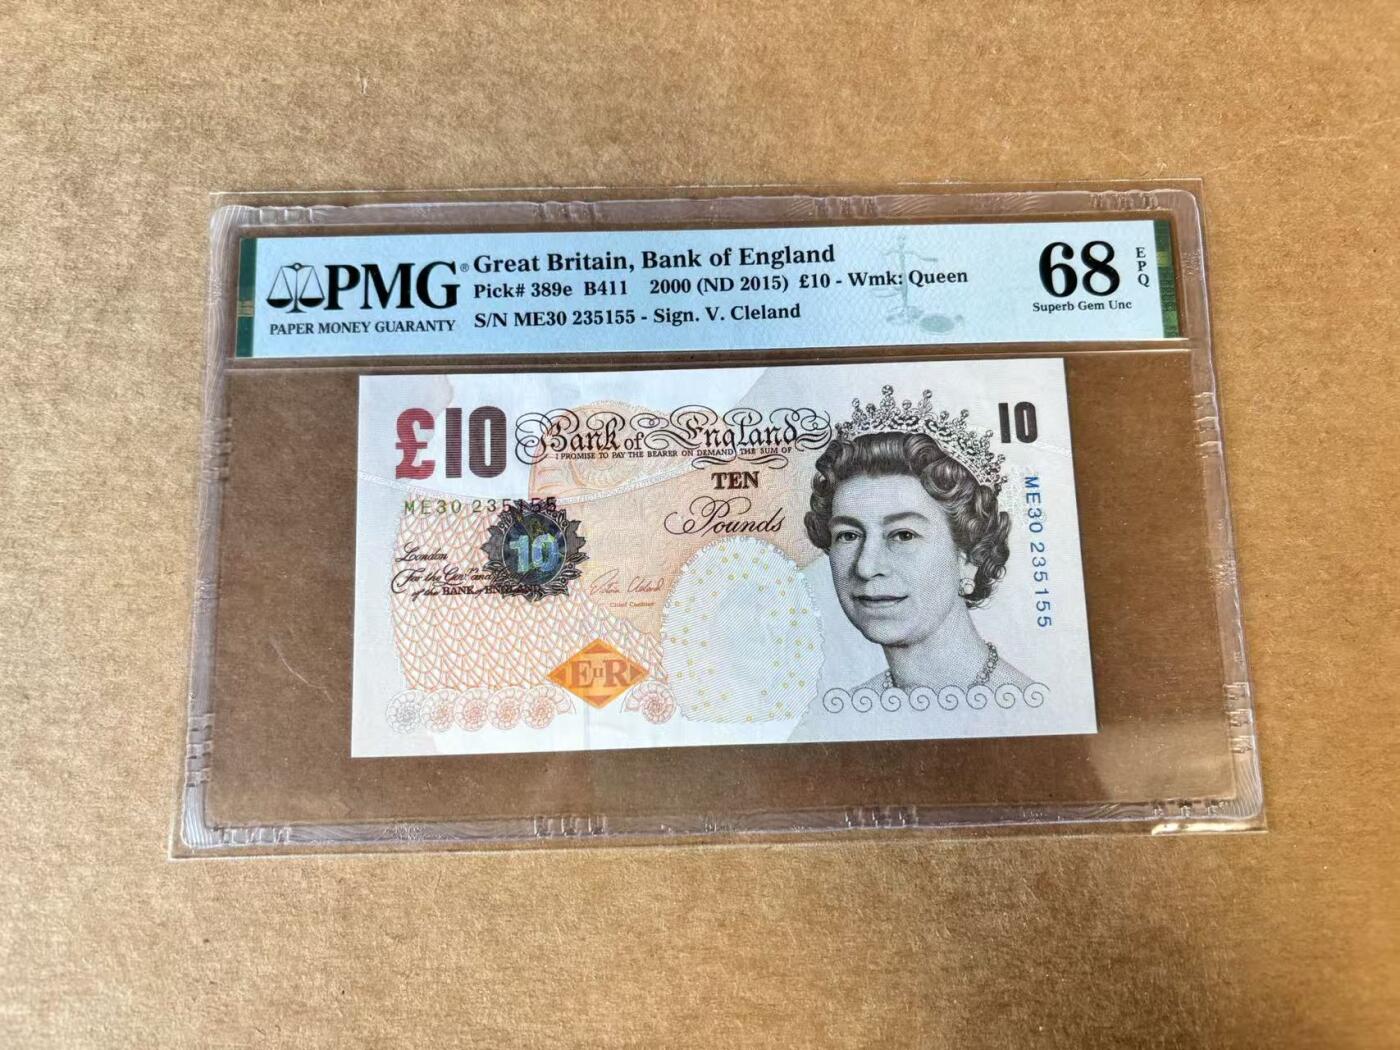 PMG®
PAPER MONEY GUARANTY
Great Britain, Bank of England
Pick# 389e B411 2000 (ND 2015) £10 - Wmk: Queen
S/N ME30 235155 - Sign. V. Cleland
68
EPQ
Superb Gem Unc
£10
Bank of England
I PROMISE TO PAY THE BEARER ON DEMAND THE SUM OF
TEN
Pounds
10
ME30 235155
10
London
For the Govr. and
of the BANK of ENGLAND
Chief Cashier
EIIR
ME30 235155